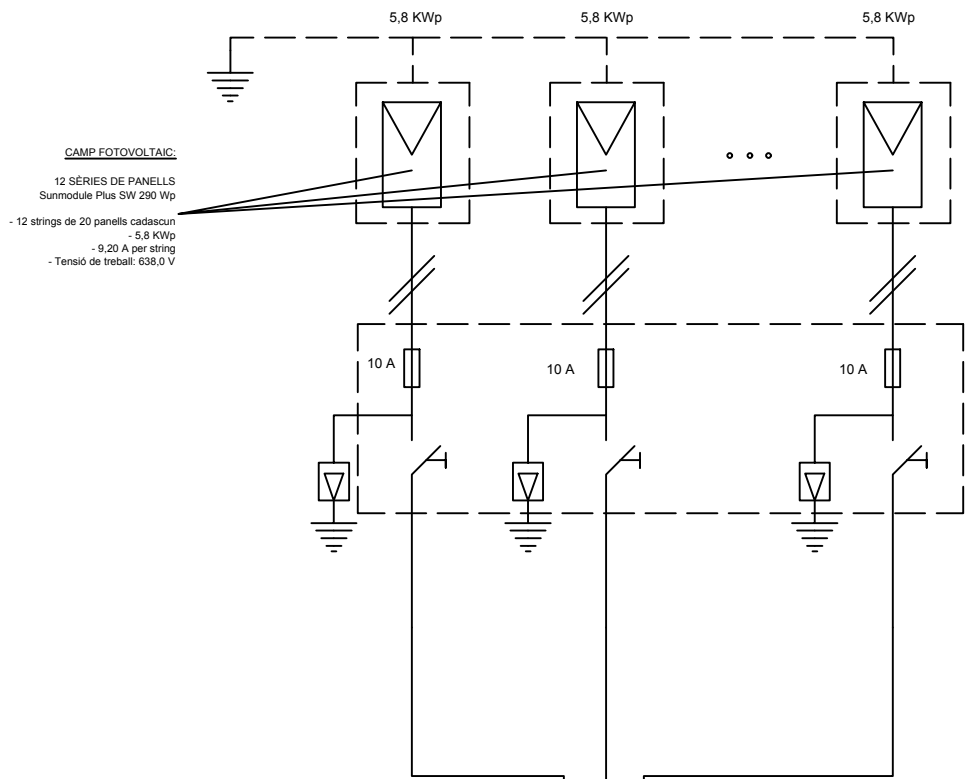 5,8 KWp
5,8 KWp
5,8 KWp
CAMP FOTOVOLTAIC:
12 SÈRIES DE PANELLS
Sunmodule Plus SW 290 Wp
- 12 strings de 20 panells cadascun
- 5,8 KWp
- 9,20 A per string
- Tensió de treball: 638,0 V
10 A
10 A
10 A